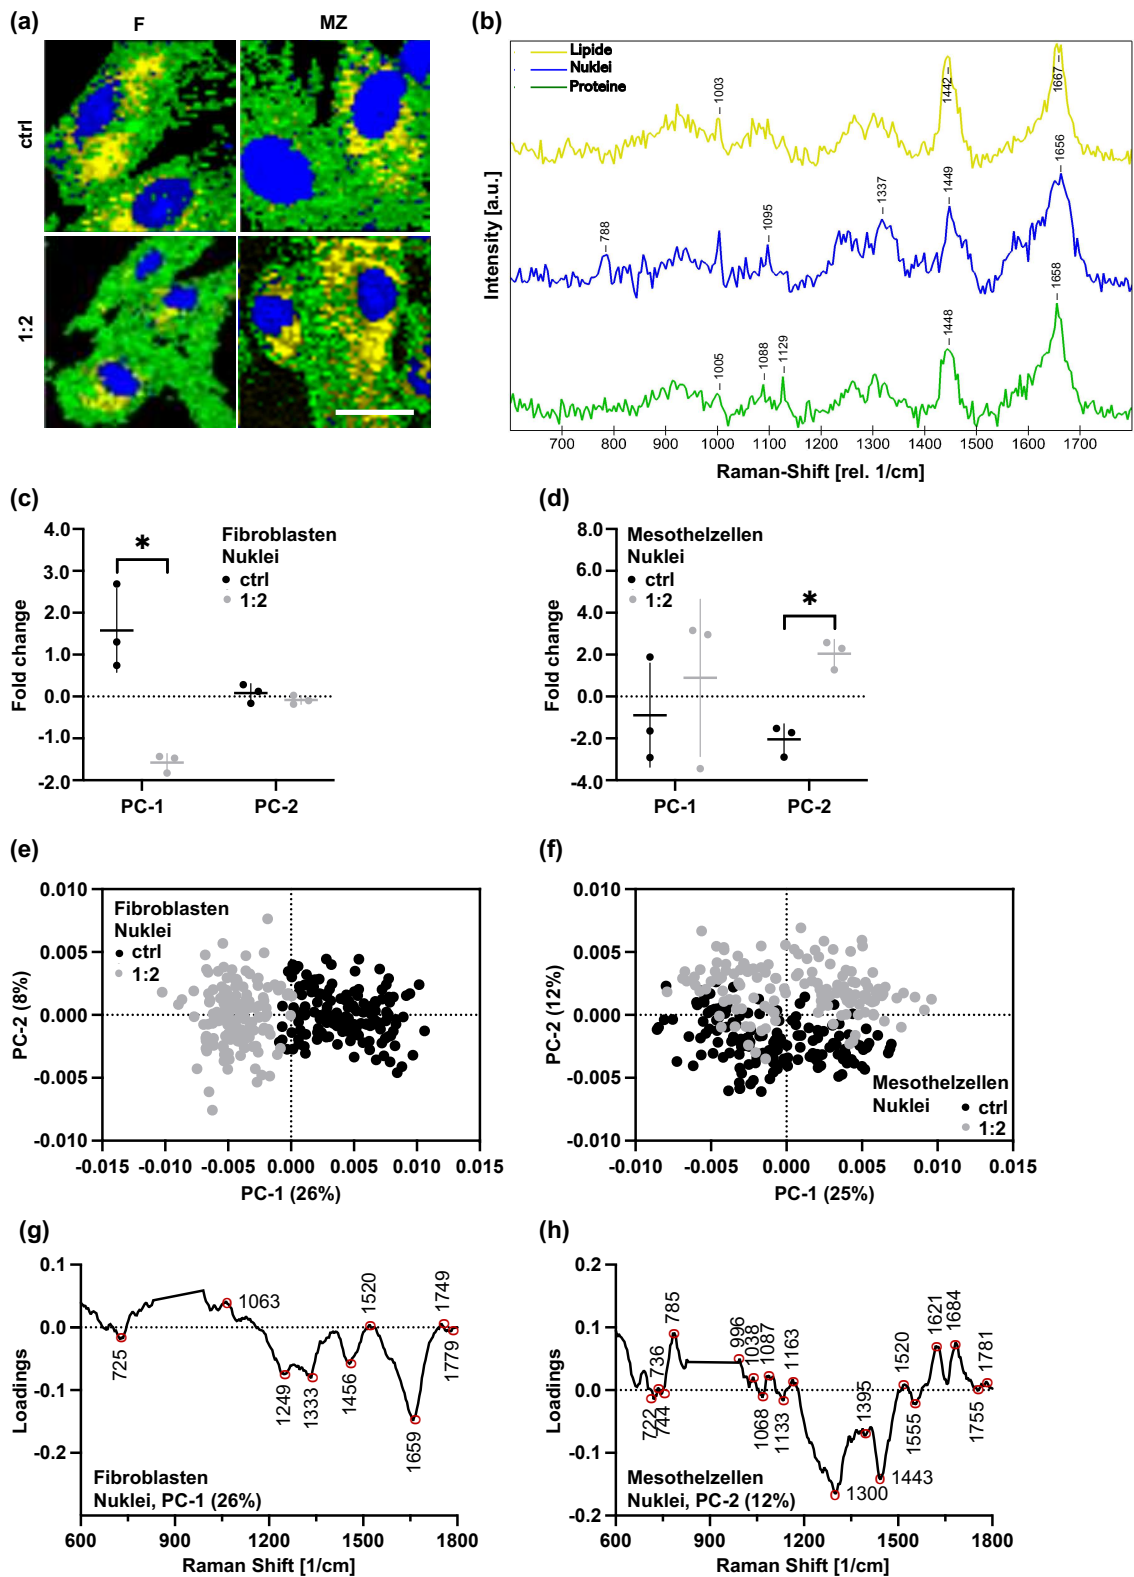 (a)
F
MZ
ctrl
1:2
(b)
Lipide
Nuklei
Proteine
1003
1442
1667
788
1095
1337
1449
1656
1005
1088
1129
1448
1658
Intensity [a.u.]
700 800 900 1000 1100 1200 1300 1400 1500 1600 1700
Raman-Shift [rel. 1/cm]
(c)
4.0
3.0
2.0
1.0
0.0
-1.0
-2.0
Fold change
*
Fibroblasten
Nuklei
ctrl
1:2
PC-1 PC-2
(d)
8.0
6.0
4.0
2.0
0.0
-2.0
-4.0
Fold change
Mesothelzellen
Nuklei
ctrl
1:2
*
PC-1 PC-2
(e)
0.010
0.005
0.000
-0.005
-0.010
PC-2 (8%)
Fibroblasten
Nuklei
ctrl
1:2
-0.015 -0.010 -0.005 0.000 0.005 0.010 0.015
PC-1 (26%)
(f)
0.010
0.005
0.000
-0.005
-0.010
PC-2 (12%)
Mesothelzellen
Nuklei
ctrl
1:2
-0.010 -0.005 0.000 0.005 0.010 0.015
PC-1 (25%)
(g)
0.1
0.0
-0.1
-0.2
Loadings
725
1063
1249
1333
1456
1520
1659
1749
1779
Fibroblasten
Nuklei, PC-1 (26%)
600 900 1200 1500 1800
Raman Shift [1/cm]
(h)
0.2
0.1
0.0
-0.1
-0.2
Loadings
722
736
744
785
996
1038
1068
1087
1133
1163
1300
1395
1443
1520
1555
1621
1684
1755
1781
Mesothelzellen
Nuklei, PC-2 (12%)
600 900 1200 1500 1800
Raman Shift [1/cm]